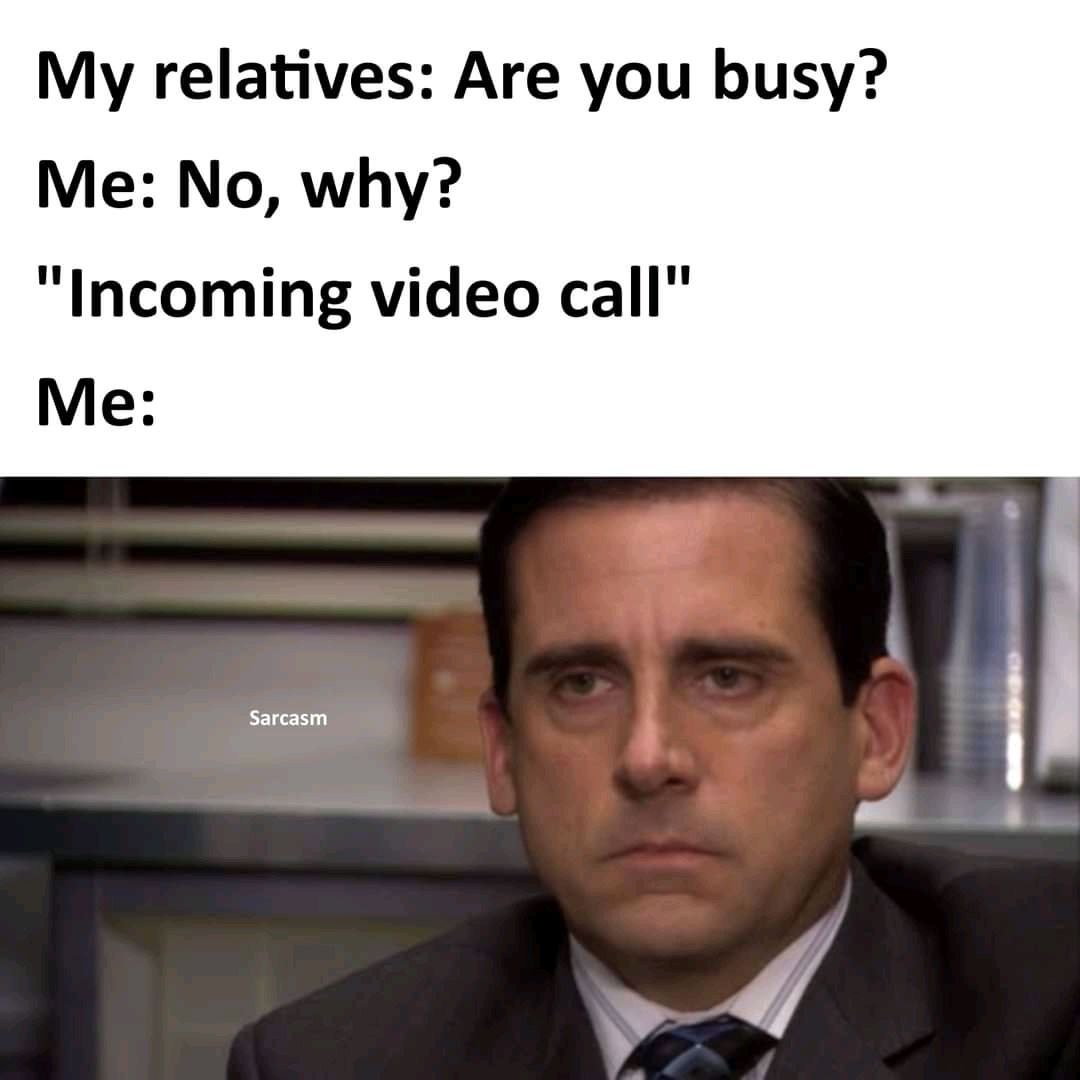 My relatives: Are you busy?
Me: No, why?
"Incoming video call"
Me:
Sarcasm